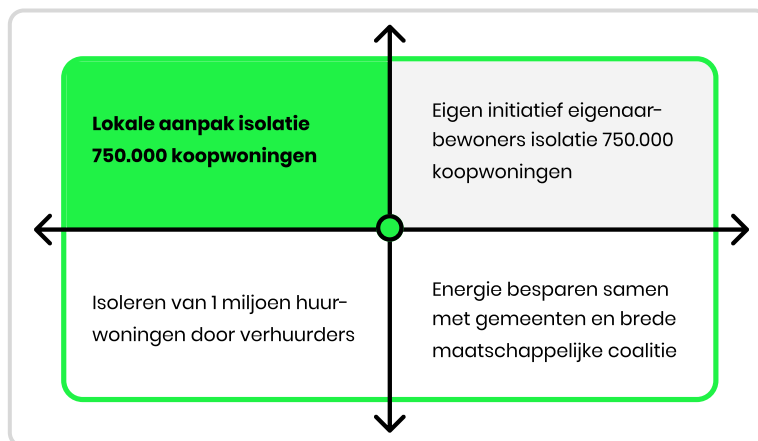 Lokale aanpak isolatie
750.000 koopwoningen
Eigen initiatief eigenaar-
bewoners isolatie 750.000
koopwoningen
Isoleren van 1 miljoen huur-
woningen door verhuurders
Energie besparen samen
met gemeenten en brede
maatschappelijke coalitie